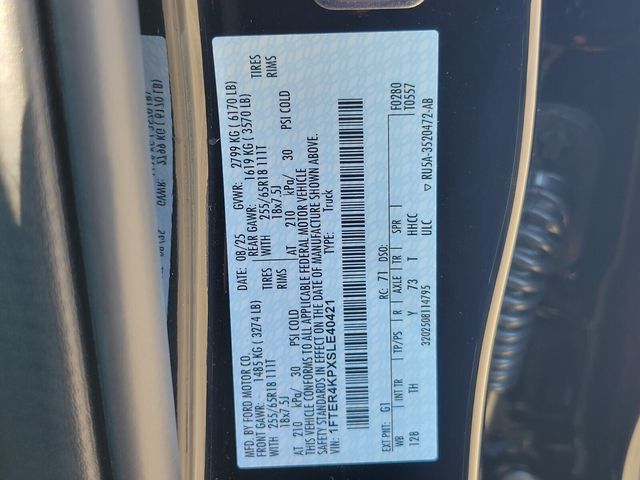 MFD. BY FORD MOTOR CO. DATE: 08/25 GVWR: 2799 KG ( 6170 LB)
FRONT GAWR: 1485 KG ( 3274 LB) REAR GAWR: 1619 KG ( 3570 LB)
WITH 255/65R18 111T TIRES WITH 255/65R18 111T TIRES
18x7.5J RIMS 18x7.5J RIMS
AT 210 kPa/ 30 PSI COLD AT 210 kPa/ 30 PSI COLD
THIS VEHICLE CONFORMS TO ALL APPLICABLE FEDERAL MOTOR VEHICLE
SAFETY STANDARDS IN EFFECT ON THE DATE OF MANUFACTURE SHOWN ABOVE.
VIN: 1FTER4KPXSLE40421 Truck
F0280
T0557
EXT PNT: G1 RC: 71 DSO:
WB INT TR TP/PS R AXLE TR SPR
128 TH Y 73 T HHCC
ULC
320250811479S ▽ RU5A-3520472-AB